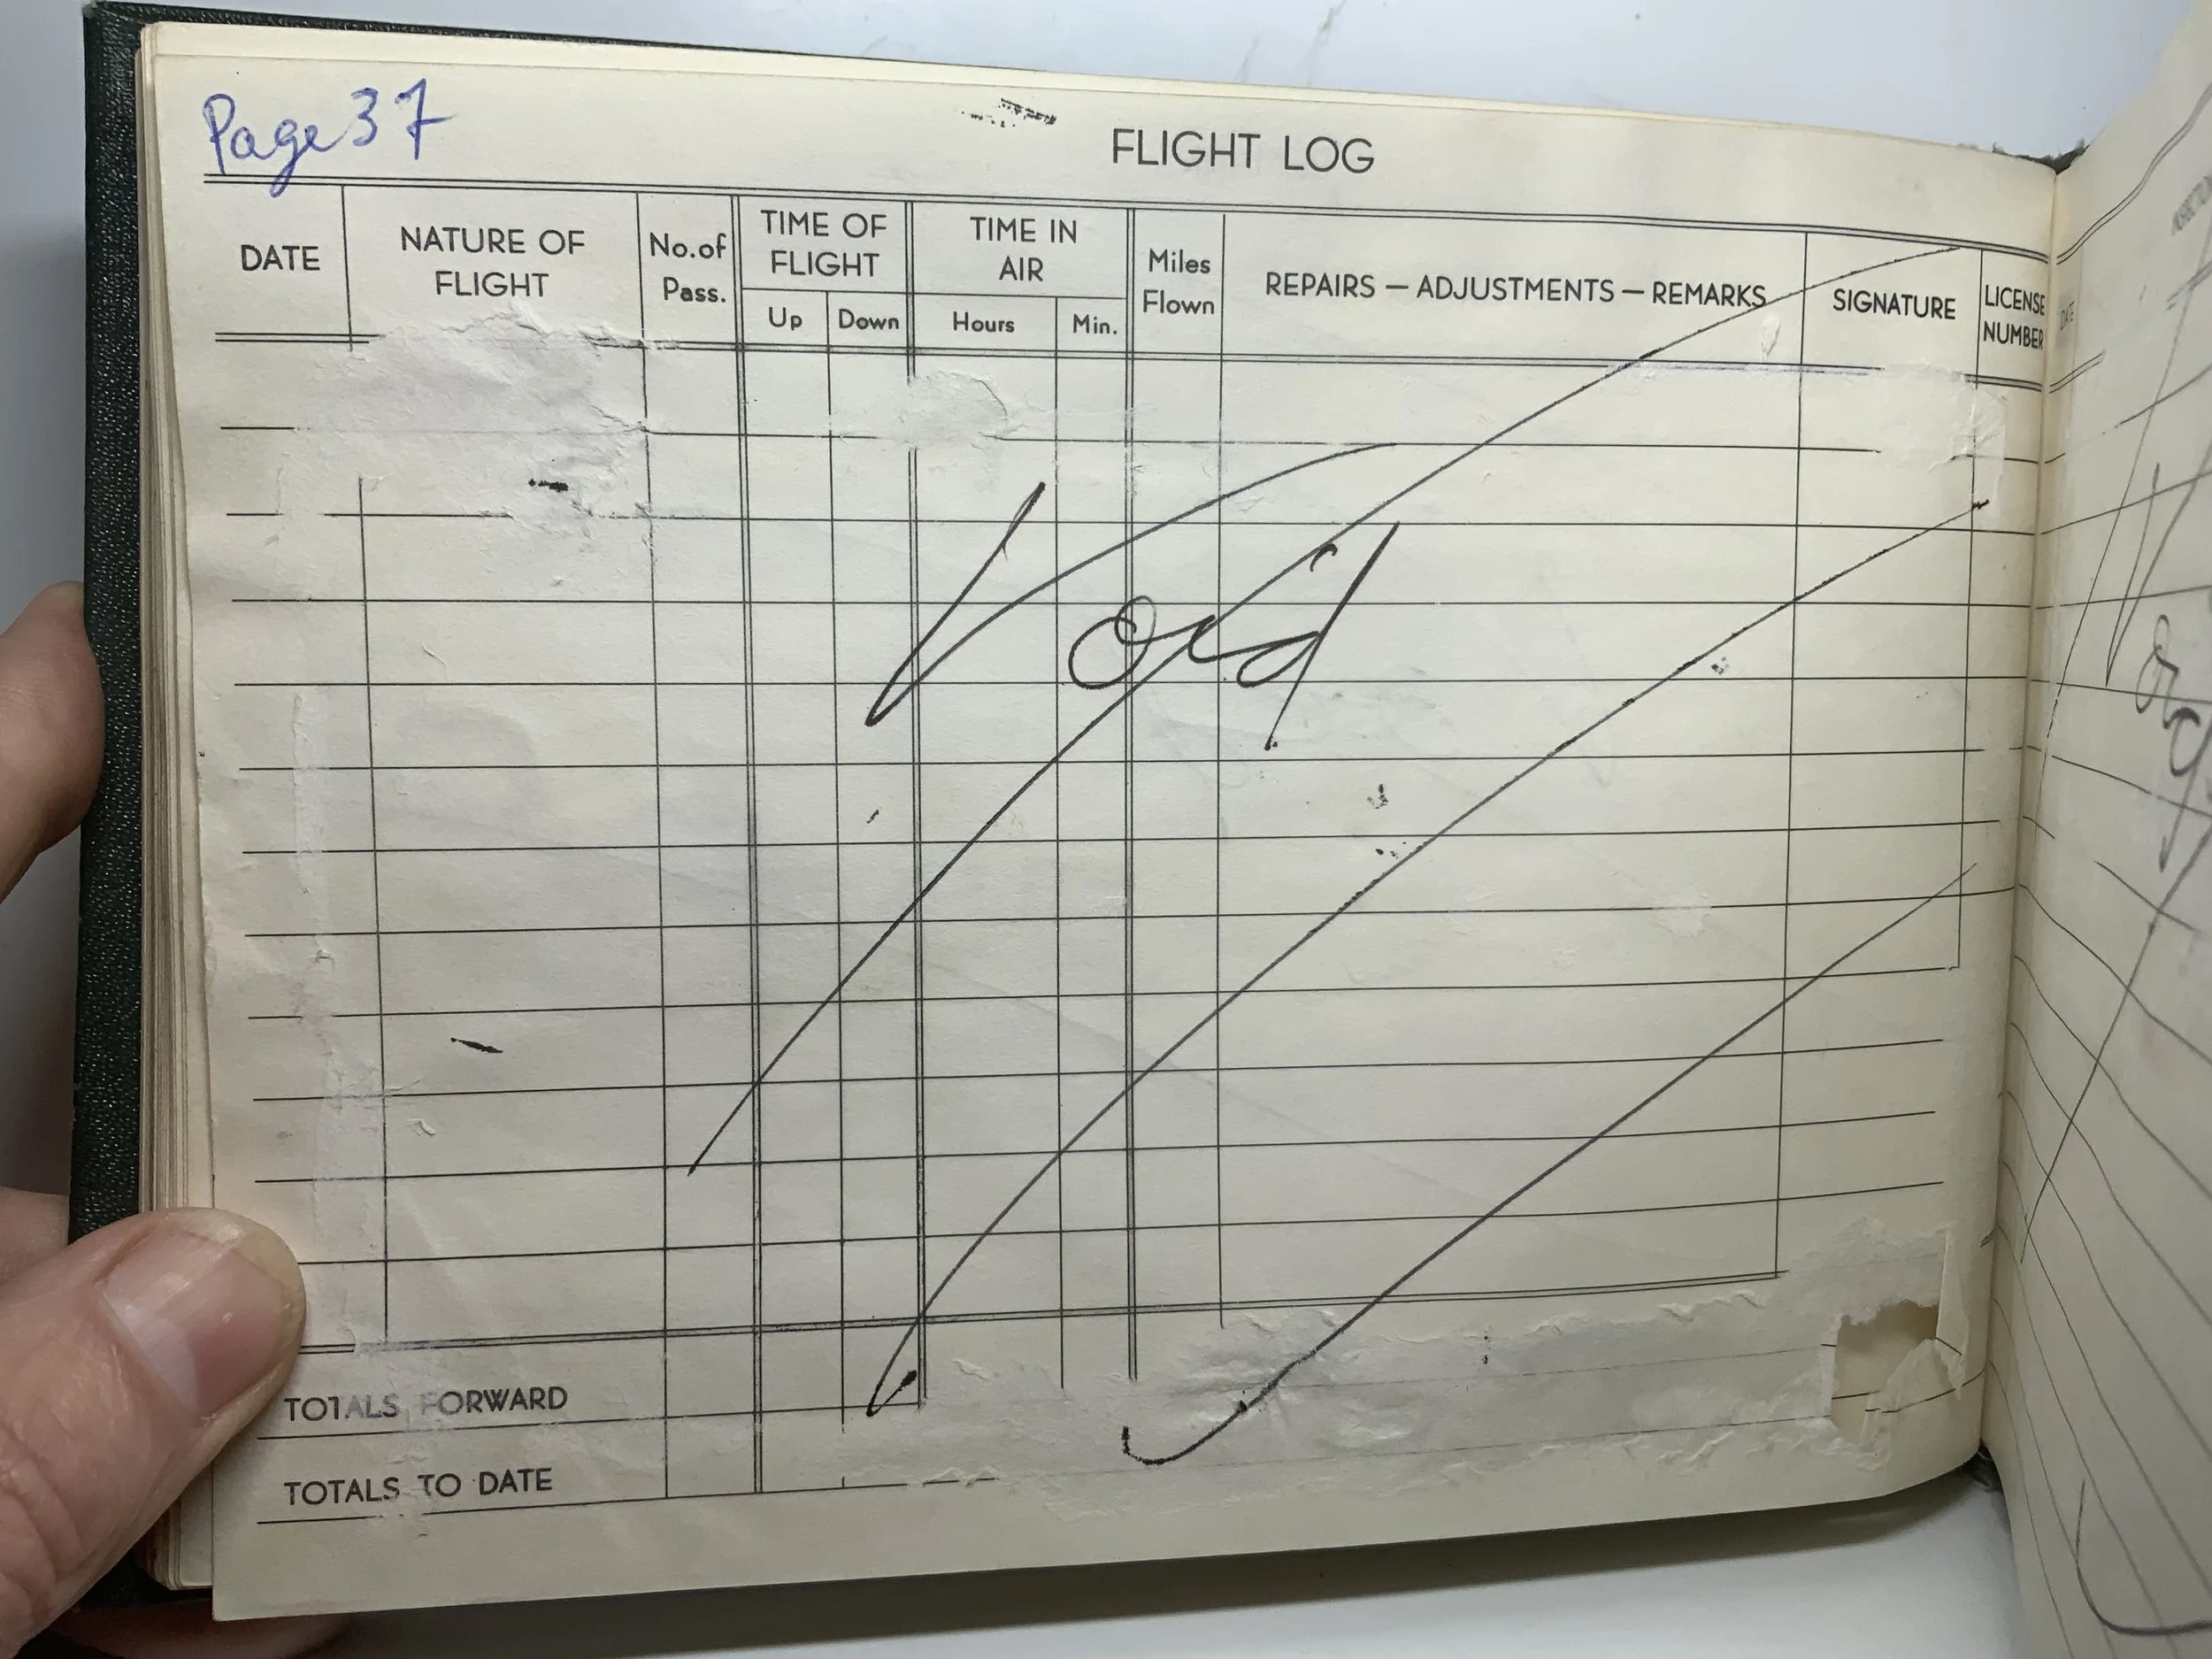 Page 37
FLIGHT LOG
DATE
NATURE OF
FLIGHT
No. of
Pass.
TIME OF
FLIGHT
Up
Down
TIME IN
AIR
Hours
Min.
Miles
Flown
REPAIRS — ADJUSTMENTS — REMARKS
SIGNATURE
LICENSE
NUMBER
Void
TOTALS FORWARD
TOTALS TO DATE
DATE